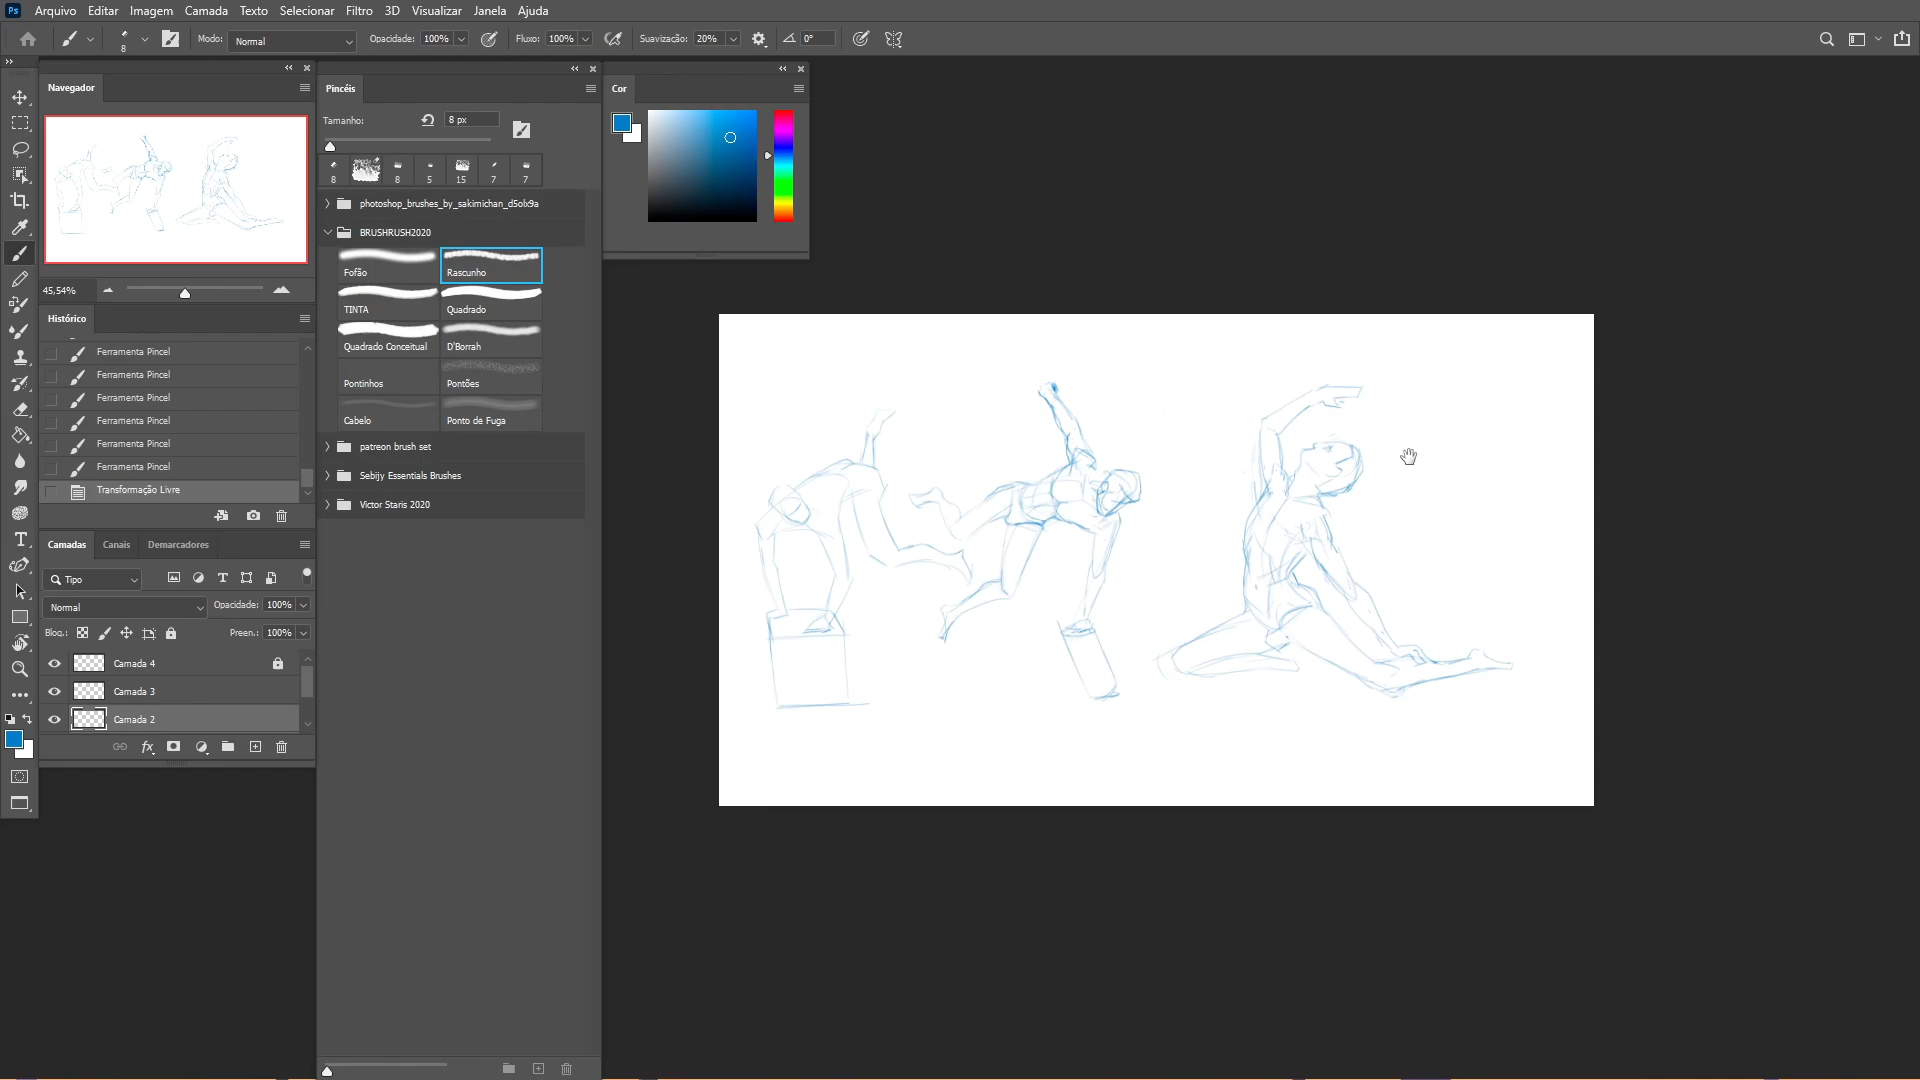 Ps Arquivo Editar Imagem Camada Texto Selecionar Filtro 3D Visualizar Janela Ajuda
8 Modo: Normal Opacidade: 100% Fluxo: 100% Suavização: 20% 0°
Navegador
45,54%
Histórico
Ferramenta Pincel
Ferramenta Pincel
Ferramenta Pincel
Ferramenta Pincel
Ferramenta Pincel
Ferramenta Pincel
Transformação Livre
Camadas Canais Demarcadores
Tipo
Normal Opacidade: 100%
Bloq.: Preen.: 100%
Camada 4
Camada 3
Camada 2
fx
Pincéis
Tamanho: 8 px
8 8 5 15 7 7
photoshop_brushes_by_sakimichan_d5olx9a
BRUSHRUSH2020
Fofão Rascunho
TINTA Quadrado
Quadrado Conceitual D'Borrah
Pontinhos Pontões
Cabelo Ponto de Fuga
patreon brush set
Sebijy Essentials Brushes
Victor Staris 2020
Cor